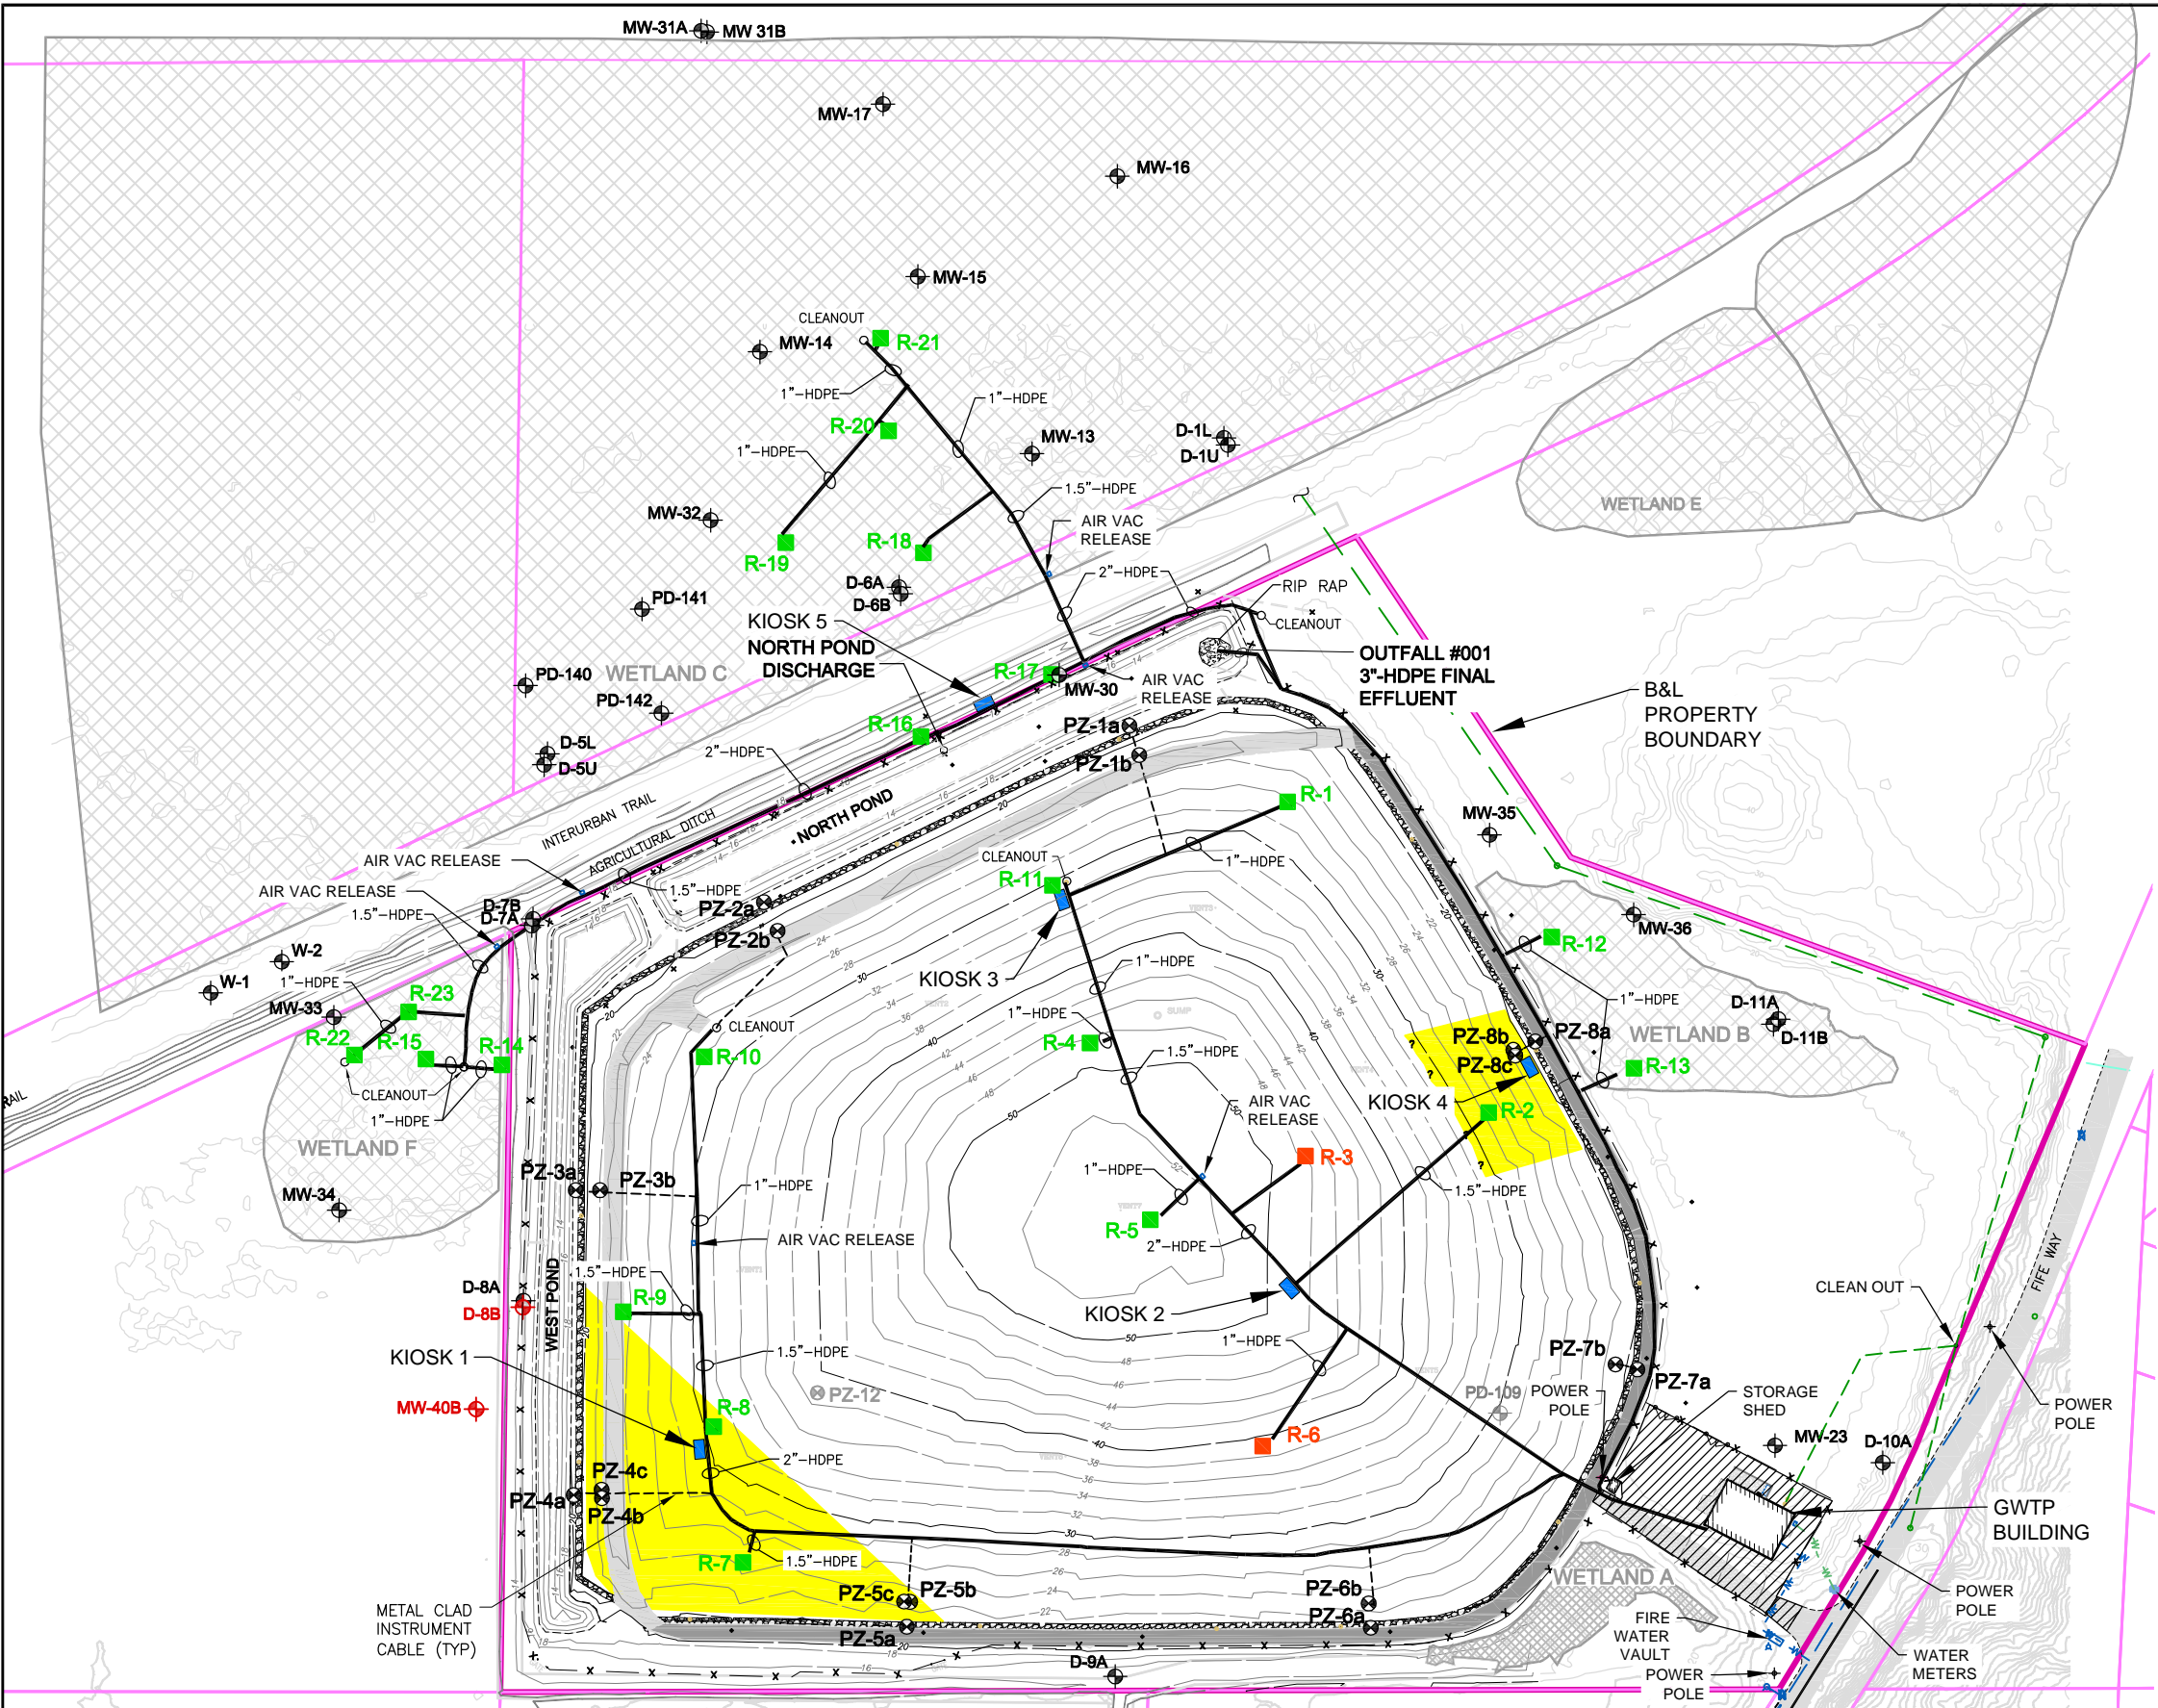 MW-31A
MW 31B
MW-17
MW-16
MW-15
CLEANOUT
MW-14
R-21
1"-HDPE
1"-HDPE
R-20
MW-13
D-1L
D-1U
1"-HDPE
1.5"-HDPE
WETLAND E
MW-32
AIR VAC
RELEASE
R-18
R-19
2"-HDPE
D-6A
D-6B
RIP RAP
PD-141
KIOSK 5
CLEANOUT
NORTH POND
DISCHARGE
OUTFALL #001
3"-HDPE FINAL
EFFLUENT
WETLAND C
R-17
MW-30
AIR VAC
RELEASE
PD-140
B&L
PROPERTY
BOUNDARY
PD-142
R-16
PZ-1a
D-5L
D-5U
2"-HDPE
PZ-1b
INTERURBAN TRAIL
NORTH POND
R-1
AGRICULTURAL DITCH
MW-35
AIR VAC RELEASE
CLEANOUT
1"-HDPE
AIR VAC RELEASE
1.5"-HDPE
R-11
D-7B
D-7A
1.5"-HDPE
PZ-2a
MW-36
PZ-2b
R-12
W-2
KIOSK 3
1"-HDPE
W-1
1"-HDPE
R-23
1"-HDPE
MW-33
SUMP
D-11A
D-11B
CLEANOUT
1"-HDPE
PZ-8b
PZ-8a
WETLAND B
R-22
R-15
R-14
R-10
R-4
PZ-8c
1.5"-HDPE
R-13
CLEANOUT
KIOSK 4
R-2
AIR VAC
RELEASE
1"-HDPE
WETLAND F
RAIL
R-3
1"-HDPE
PZ-3a
PZ-3b
1.5"-HDPE
MW-34
1"-HDPE
R-5
AIR VAC RELEASE
2"-HDPE
WEST POND
1.5"-HDPE
FIFE WAY
D-8A
D-8B
R-9
KIOSK 2
CLEAN OUT
1"-HDPE
KIOSK 1
1.5"-HDPE
PZ-7b
PZ-7a
PZ-12
PD-109
POWER
POLE
STORAGE
SHED
POWER
POLE
MW-40B
R-8
R-6
MW-23
D-10A
2"-HDPE
PZ-4c
PZ-4a
PZ-4b
GWTP
BUILDING
R-7
1.5"-HDPE
WETLAND A
PZ-5c
PZ-5b
PZ-6b
POWER
POLE
METAL CLAD
INSTRUMENT
CABLE (TYP)
PZ-5a
PZ-6a
FIRE
WATER
VAULT
WATER
METERS
D-9A
POWER
POLE